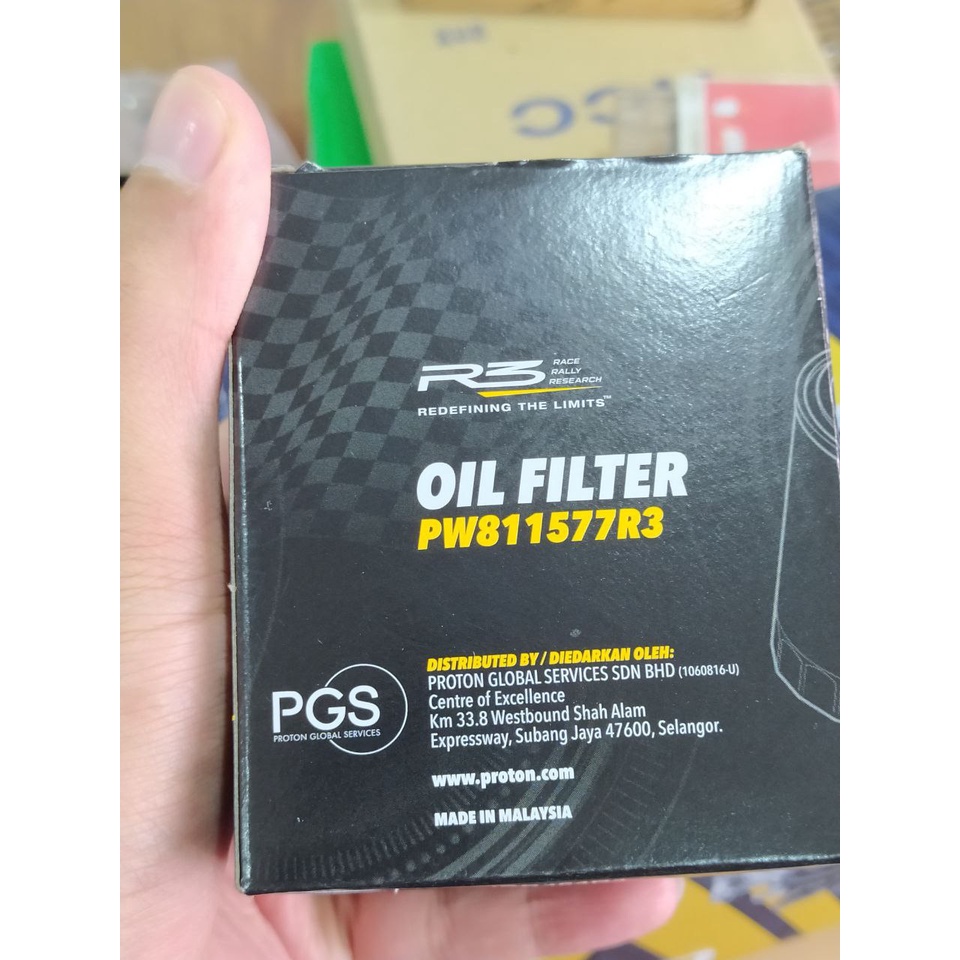 R3 RACE
RALLY
RESEARCH
REDEFINING THE LIMITS™
OIL FILTER
PW811577R3
DISTRIBUTED BY / DIEDARKAN OLEH:
PROTON GLOBAL SERVICES SDN BHD (1060816-U)
Centre of Excellence
Km 33.8 Westbound Shah Alam
Expressway, Subang Jaya 47600, Selangor.
www.proton.com
MADE IN MALAYSIA
PGS
PROTON GLOBAL SERVICES